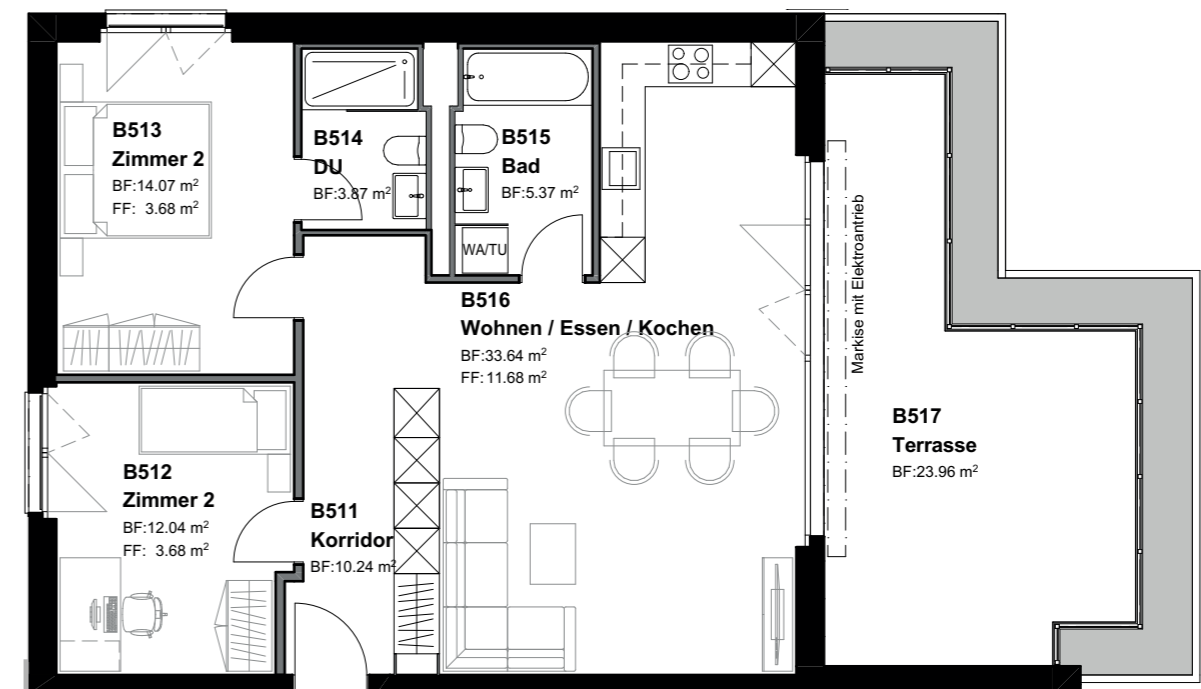 B513
Zimmer 2
BF:14.07 m²
FF: 3.68 m²
B514
DU
BF:3.87 m²
B515
Bad
BF:5.37 m²
WA/TU
B516
Wohnen / Essen / Kochen
BF:33.64 m²
FF: 11.68 m²
Markise mit Elektroantrieb
B517
Terrasse
BF:23.96 m²
B512
Zimmer 2
BF:12.04 m²
FF: 3.68 m²
B511
Korridor
BF:10.24 m²